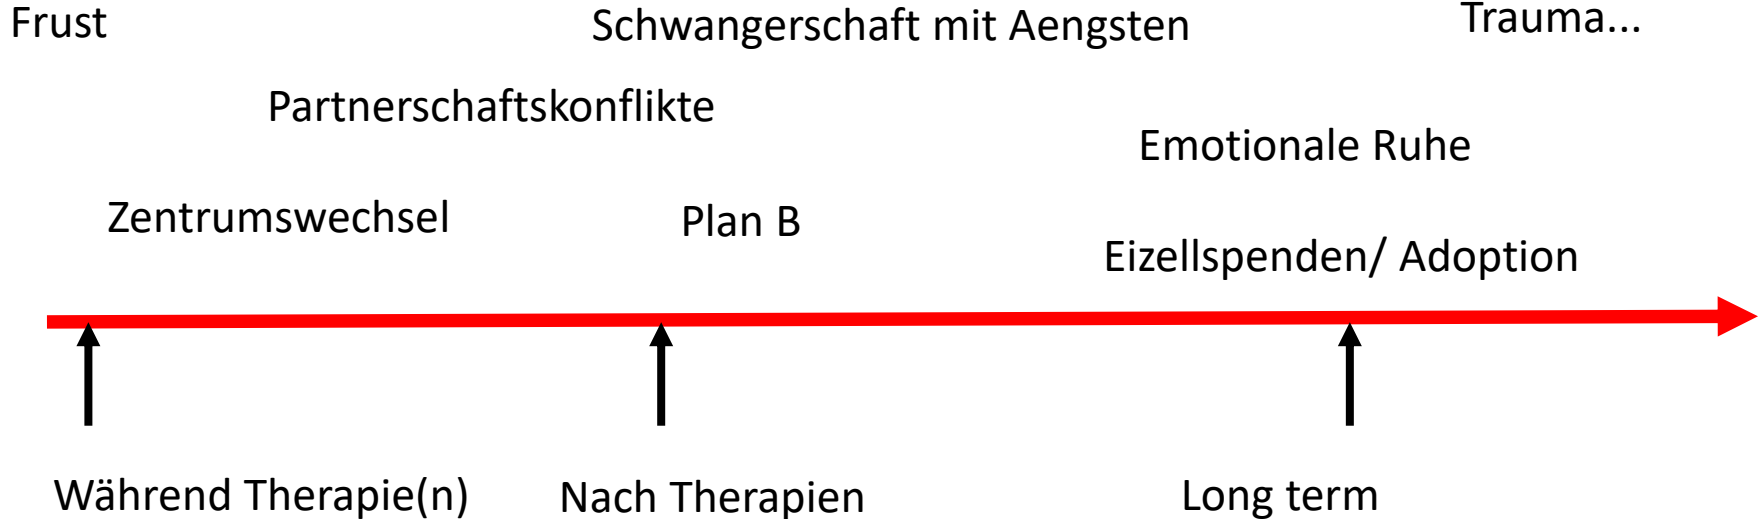 Frust
Schwangerschaft mit Aengsten
Trauma...
Partnerschaftskonflikte
Emotionale Ruhe
Zentrumswechsel
Plan B
Eizellspenden/ Adoption
Während Therapie(n)
Nach Therapien
Long term